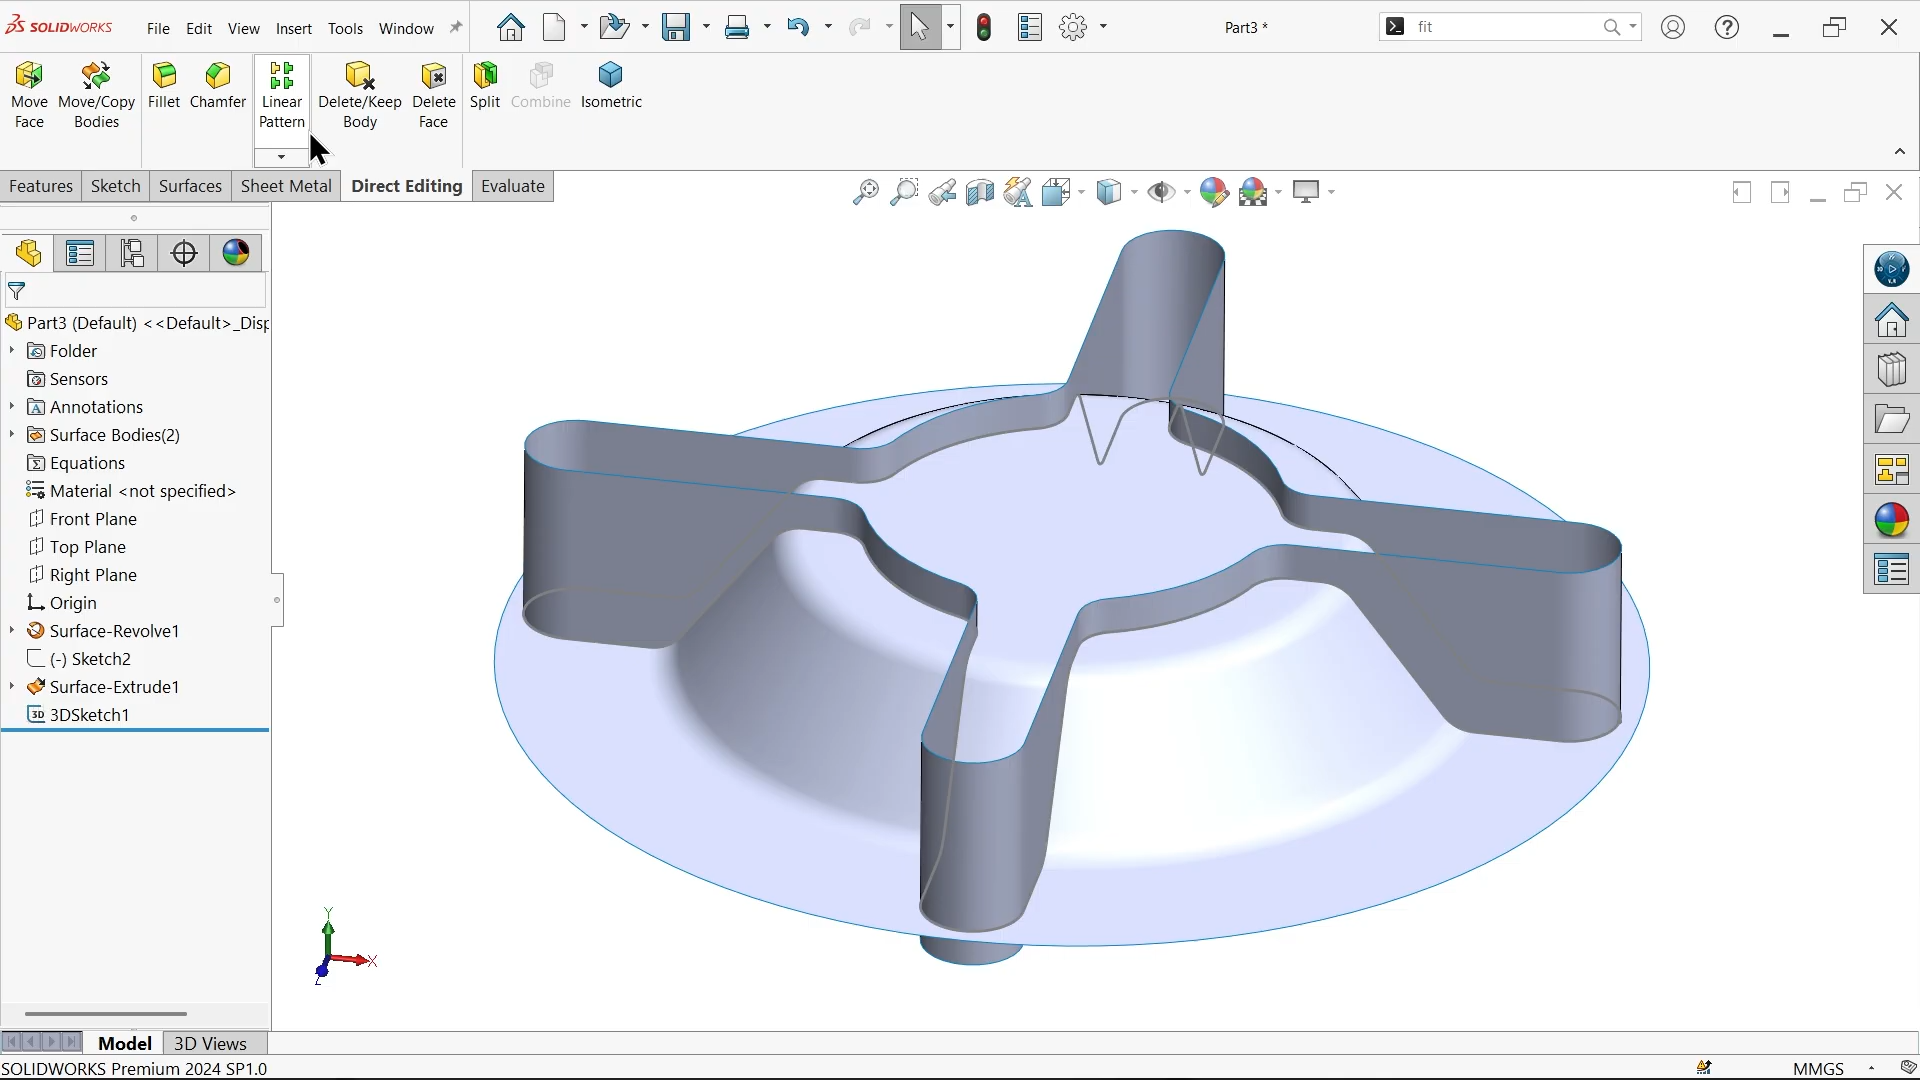 SOLIDWORKS File Edit View Insert Tools Window Part3 * fit
Move Face
Move/Copy Bodies
Fillet
Chamfer
Linear Pattern
Delete/Keep Body
Delete Face
Split
Combine
Isometric
Features Sketch Surfaces Sheet Metal Direct Editing Evaluate
Part3 (Default) <<Default>_Disp
Folder
Sensors
Annotations
Surface Bodies(2)
Equations
Material <not specified>
Front Plane
Top Plane
Right Plane
Origin
Surface-Revolve1
(-) Sketch2
Surface-Extrude1
3D 3DSketch1
Y
X
Z
Model 3D Views
SOLIDWORKS Premium 2024 SP1.0 MMGS